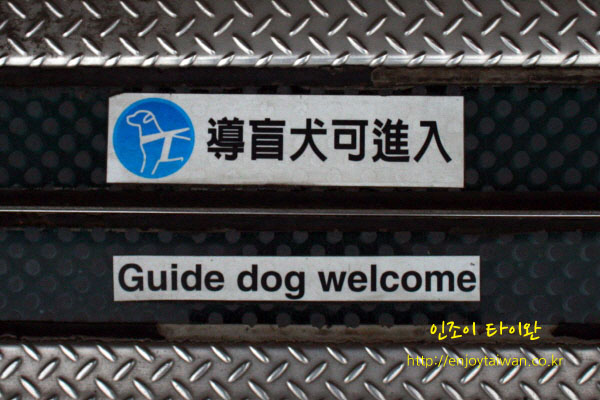 導盲犬可進入
Guide dog welcome
인조이 타이완
http://enjoytaiwan.co.kr